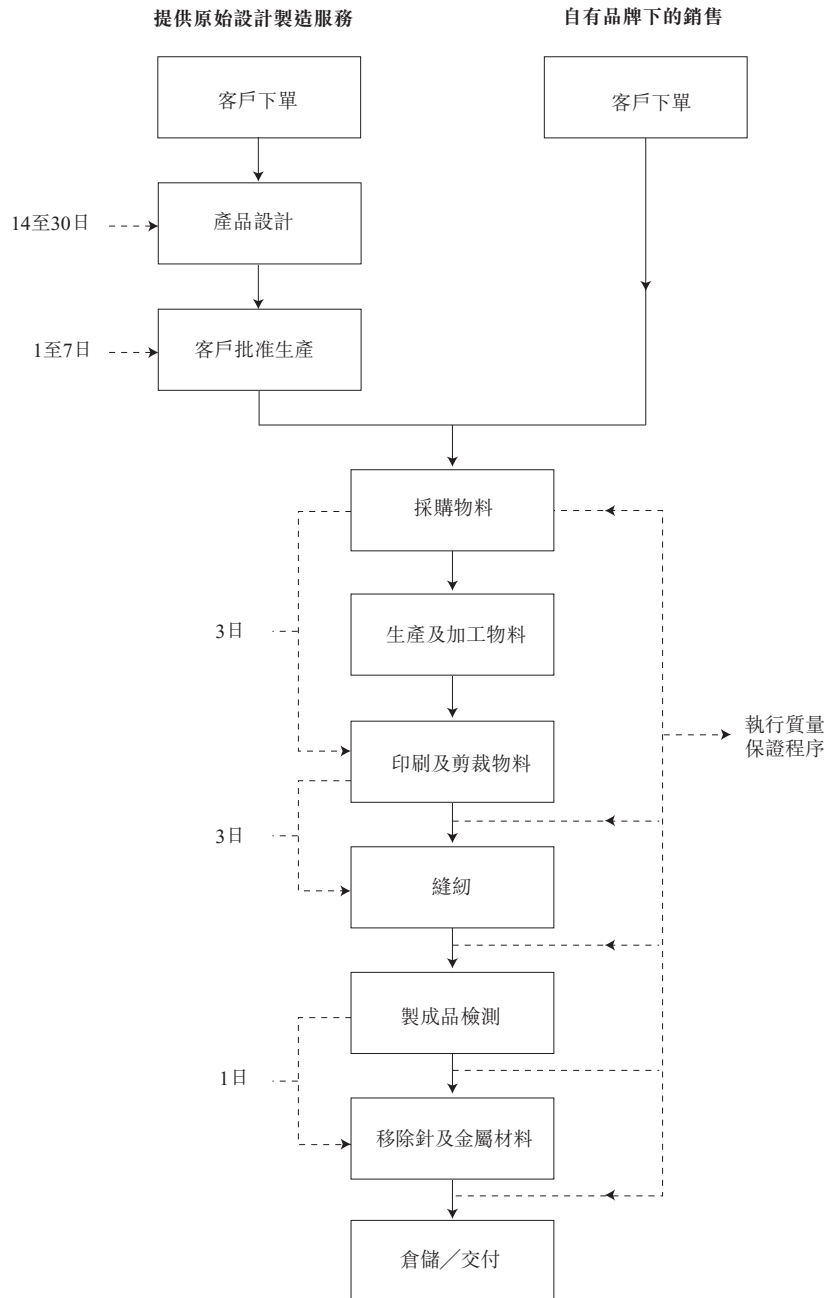 提供原始設計製造服務
自有品牌下的銷售
客戶下單
客戶下單
14至30日
產品設計
1至7日
客戶批准生產
採購物料
3日
生產及加工物料
執行質量
保證程序
印刷及剪裁物料
3日
縫紉
製成品檢測
1日
移除針及金屬材料
倉儲╱交付